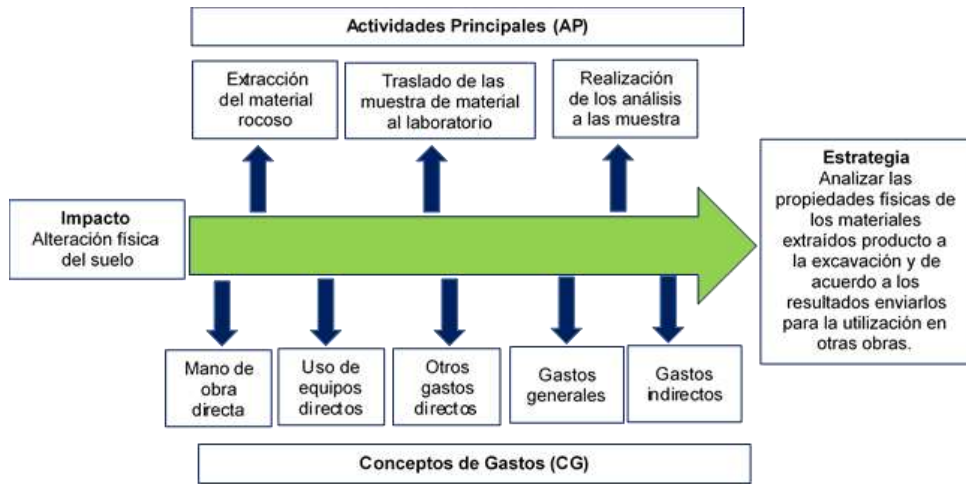 Actividades Principales (AP)
Extracción
del material
rocoso
Traslado de las
muestra de material
al laboratorio
Realización
de los análisis
a las muestra
Impacto
Alteración física
del suelo
Estrategia
Analizar las
propiedades físicas de
los materiales
extraídos producto a
la excavación y de
acuerdo a los
resultados enviarlos
para la utilización en
otras obras.
Mano de
obra
directa
Uso de
equipos
directos
Otros
gastos
directos
Gastos
generales
Gastos
indirectos
Conceptos de Gastos (CG)